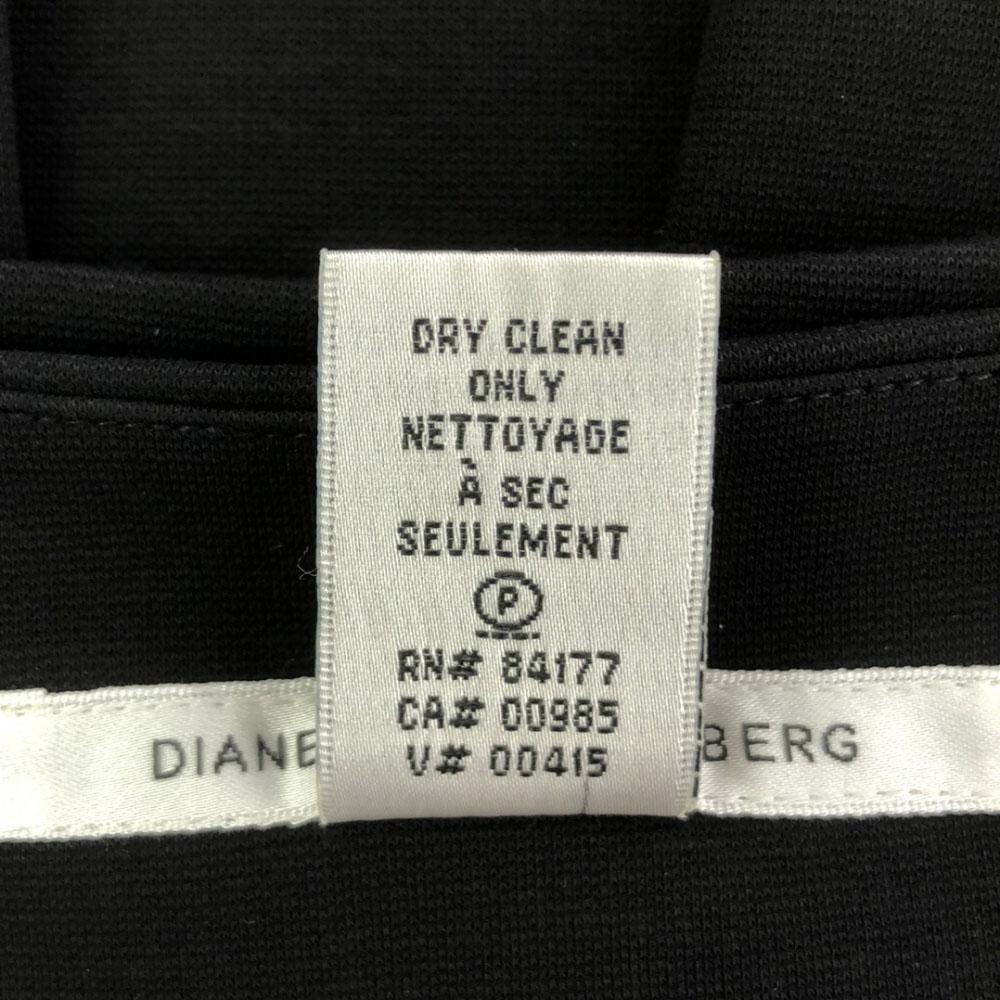 DRY CLEAN
ONLY
NETTOYAGE
À SEC
SEULEMENT
P
RN# 84177
CA# 00985
V# 00415
DIANE BERG